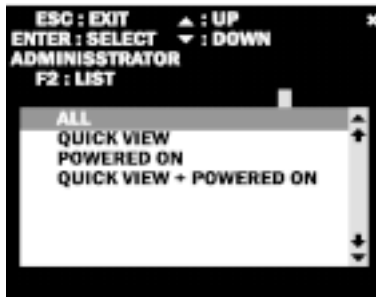 ESC : EXIT ▲ : UP
ENTER : SELECT ▼ : DOWN
ADMINISSTRATOR
F2 : LIST
ALL
QUICK VIEW
POWERED ON
QUICK VIEW + POWERED ON